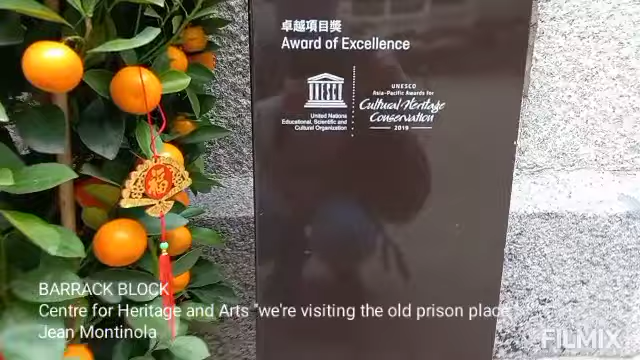 卓越項目獎
Award of Excellence
United Nations
Educational, Scientific and
Cultural Organization
UNESCO
Asia-Pacific Awards for
Cultural Heritage
Conservation
2019
福
BARRACK BLOCK
Centre for Heritage and Arts "we're visiting the old prison place
Jean Montinola
FILMIX